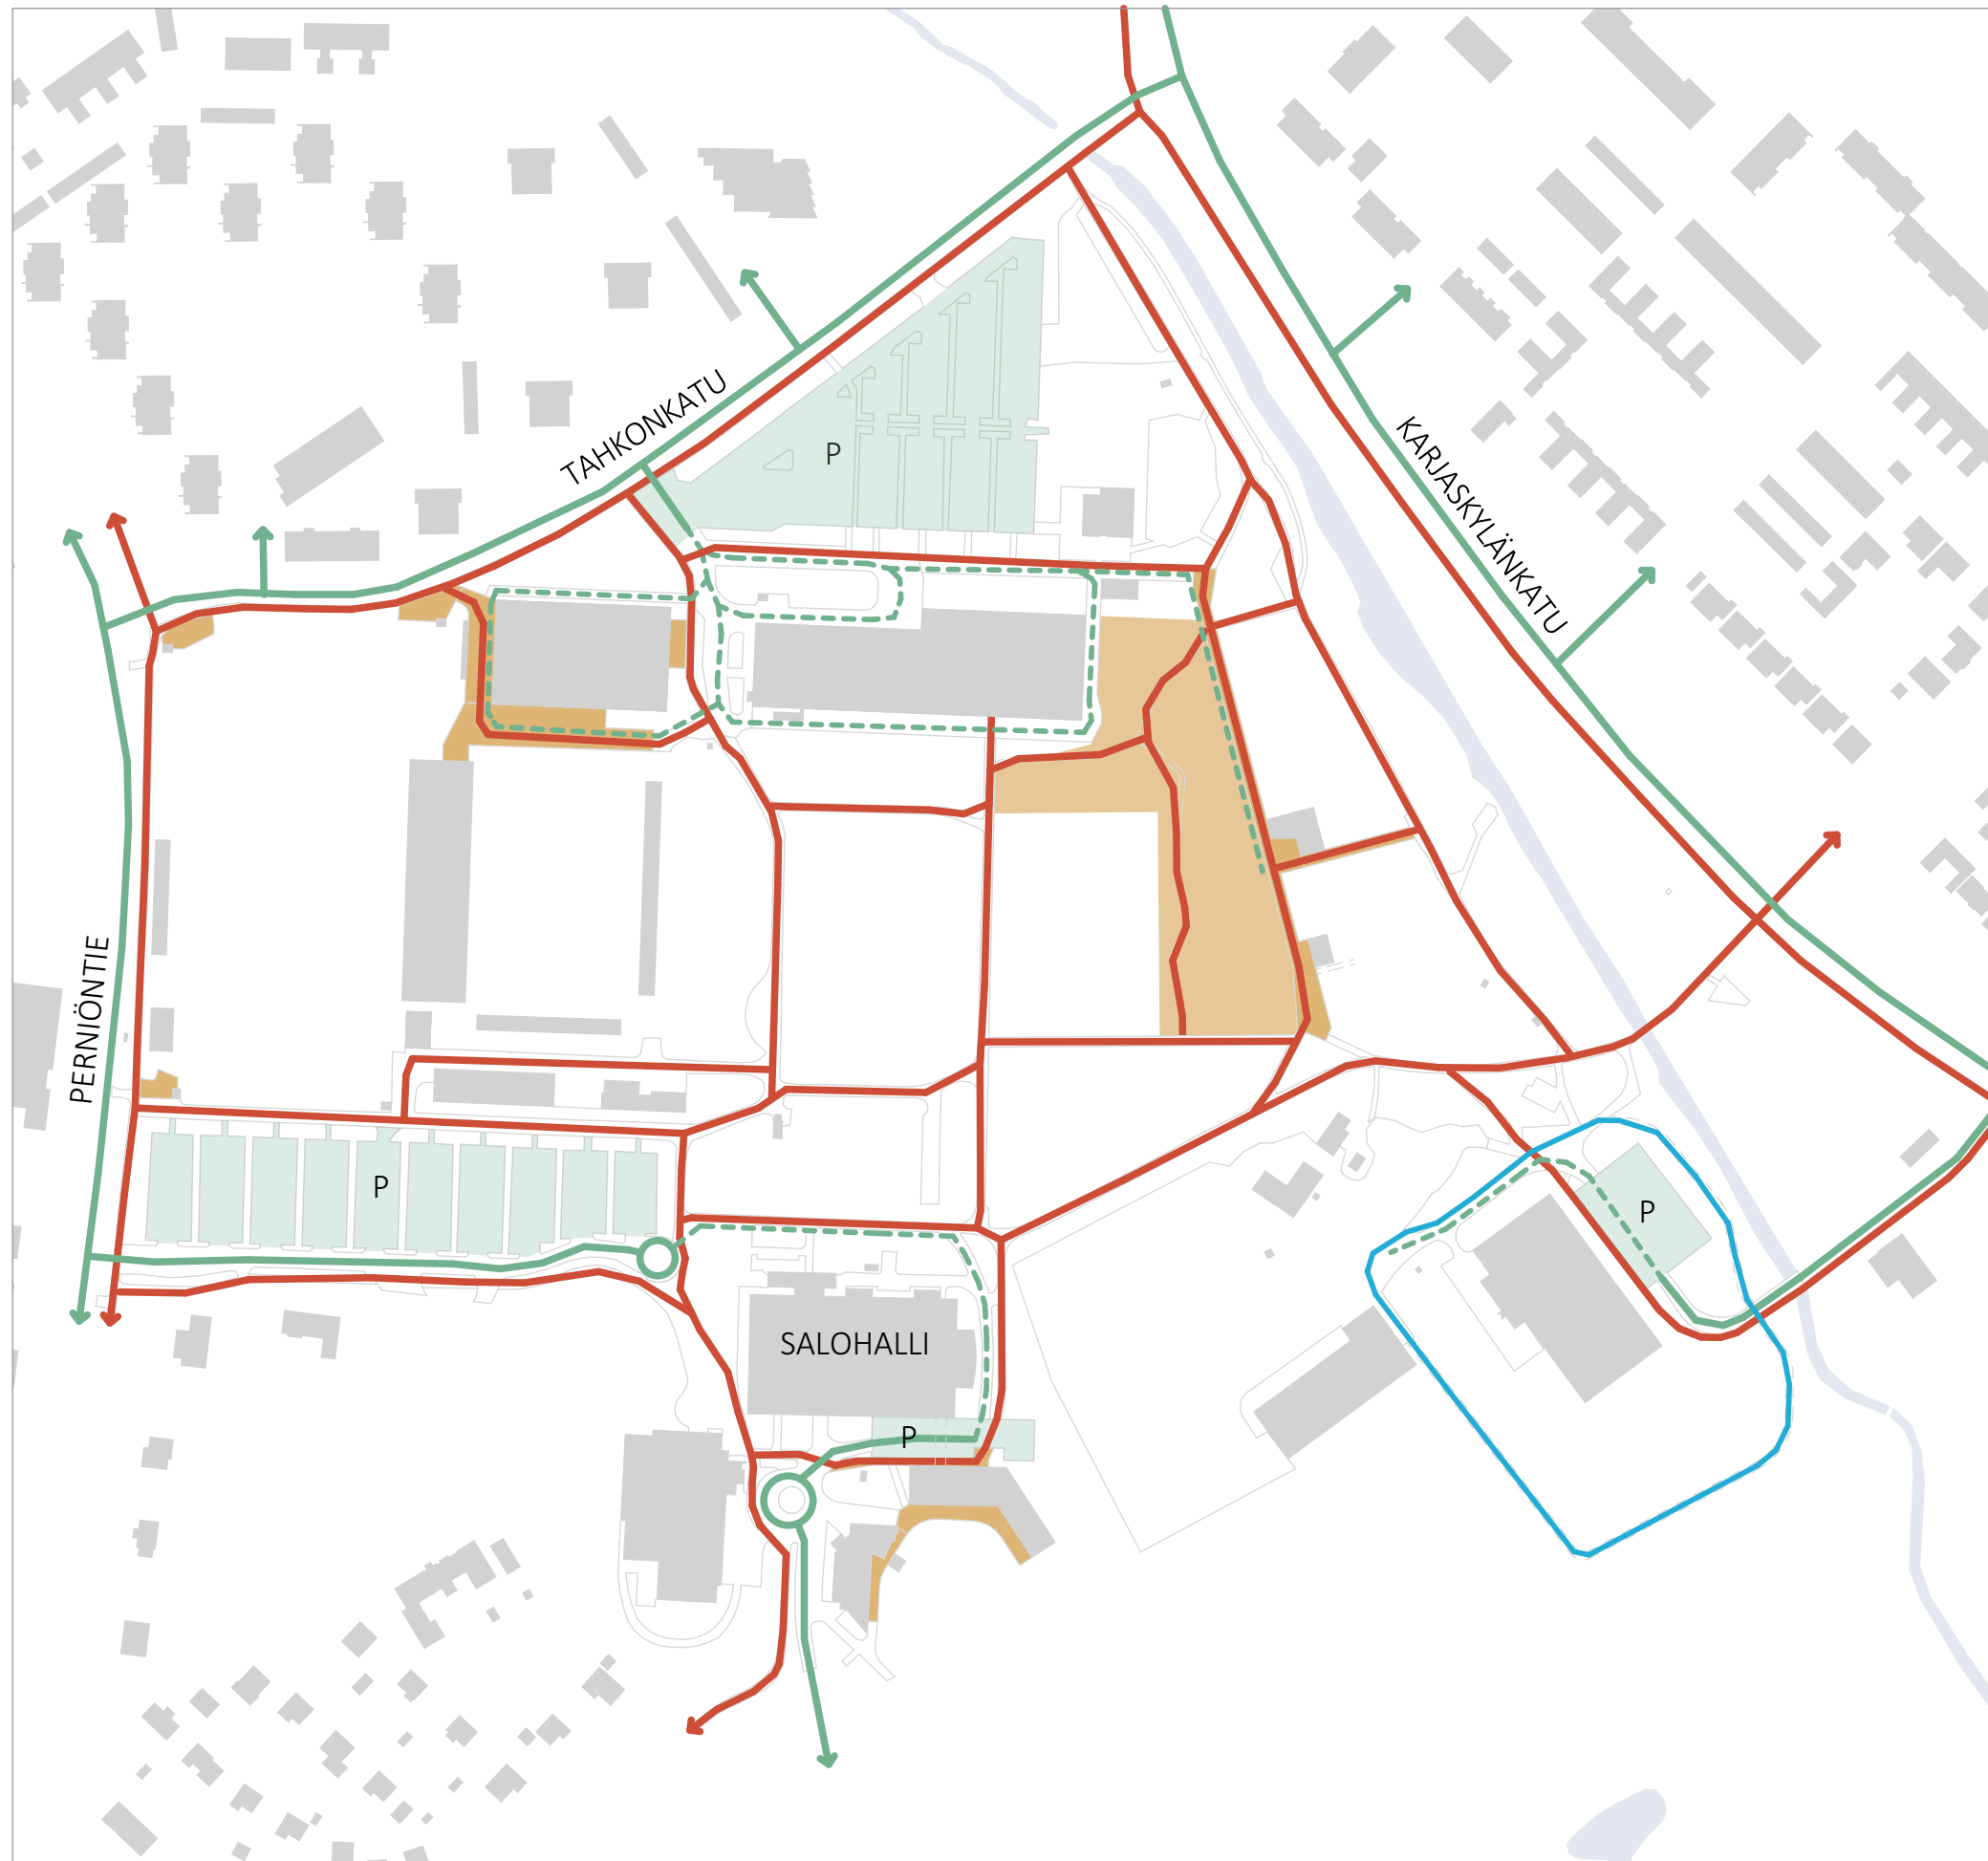 TAHKONKATU
P
KARJASKYLÄNKATU
PERNIÖNTIE
P
P
SALOHALLI
P